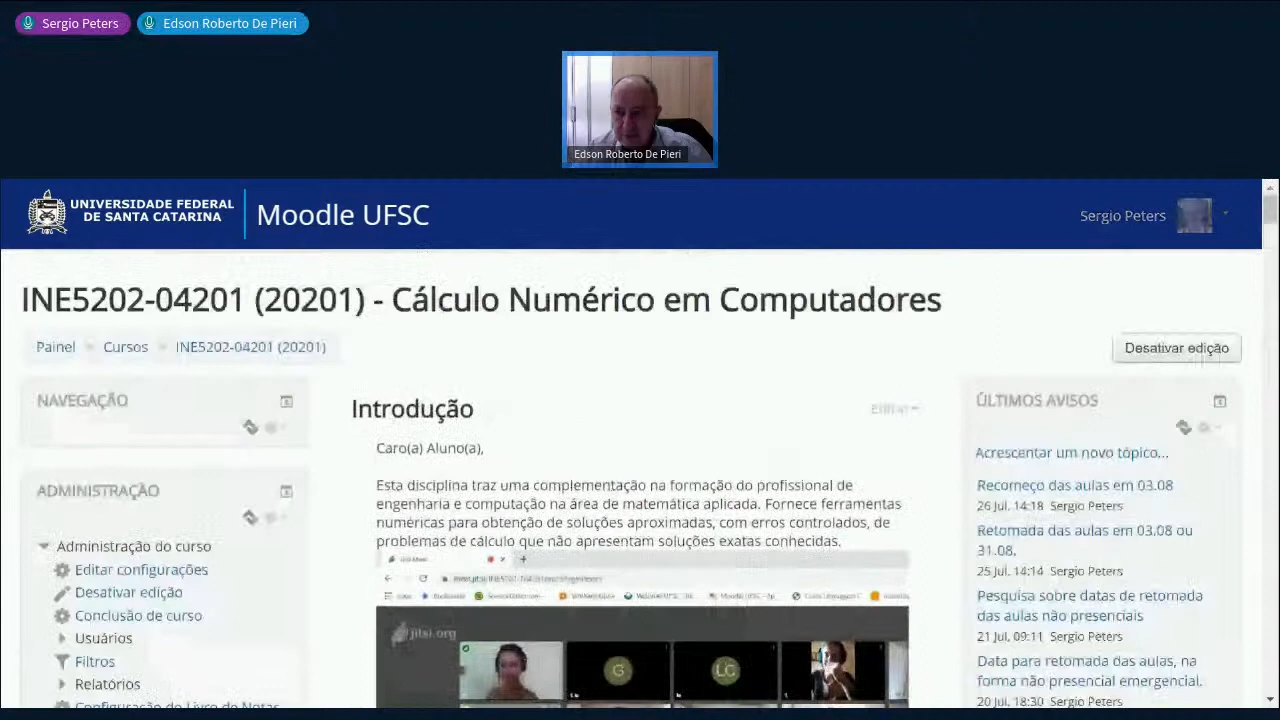 Sergio Peters
Edson Roberto De Pieri
Edson Roberto De Pieri
UNIVERSIDADE FEDERAL
DE SANTA CATARINA
Moodle UFSC
Sergio Peters
INE5202-04201 (20201) - Cálculo Numérico em Computadores
Painel
Cursos
INE5202-04201 (20201)
Desativar edição
NAVEGAÇÃO
ADMINISTRAÇÃO
Administração do curso
Editar configurações
Desativar edição
Conclusão de curso
Usuários
Filtros
Relatórios
Configuração do Livro de Notas
Introdução
Editar
Caro(a) Aluno(a),
Esta disciplina traz uma complementação na formação do profissional de
engenharia e computação na área de matemática aplicada. Fornece ferramentas
numéricas para obtenção de soluções aproximadas, com erros controlados, de
problemas de cálculo que não apresentam soluções exatas conhecidas.
jitsi.org
G
LC
ÚLTIMOS AVISOS
Acrescentar um novo tópico...
Recomeço das aulas em 03.08
26 Jul, 14:18 Sergio Peters
Retomada das aulas em 03.08 ou
31.08,
25 Jul, 14:14 Sergio Peters
Pesquisa sobre datas de retomada
das aulas não presenciais
21 Jul, 09:11 Sergio Peters
Data para retomada das aulas, na
forma não presencial emergencial.
20 Jul, 18:30 Sergio Peters